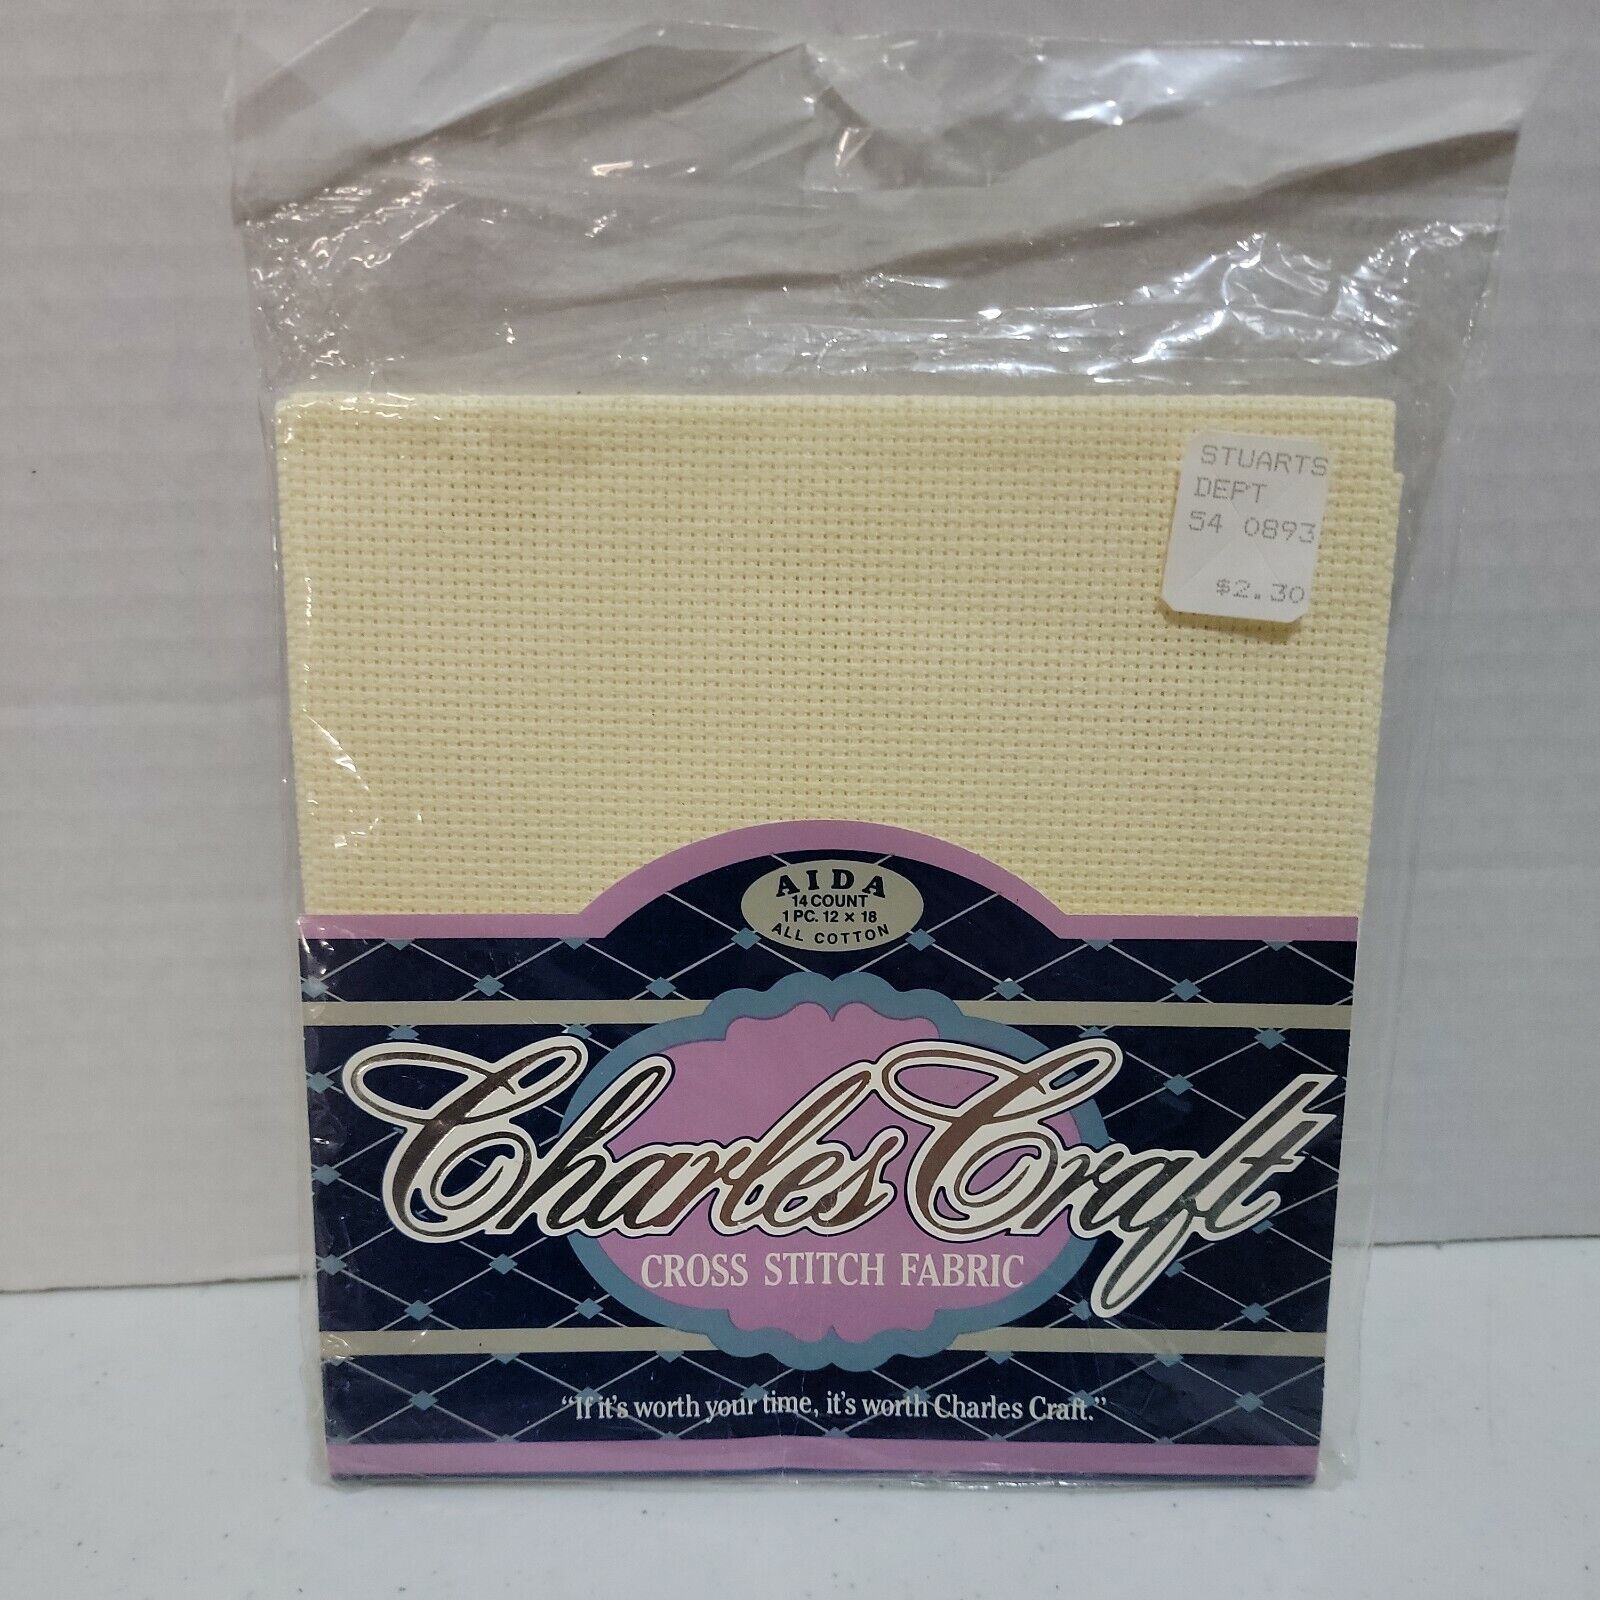 STUARTS
DEPT
54 0893
$2.30
AIDA
14 COUNT
1 PC. 12 x 18
ALL COTTON
Charles Craft
CROSS STITCH FABRIC
“If it's worth your time, it's worth Charles Craft.”